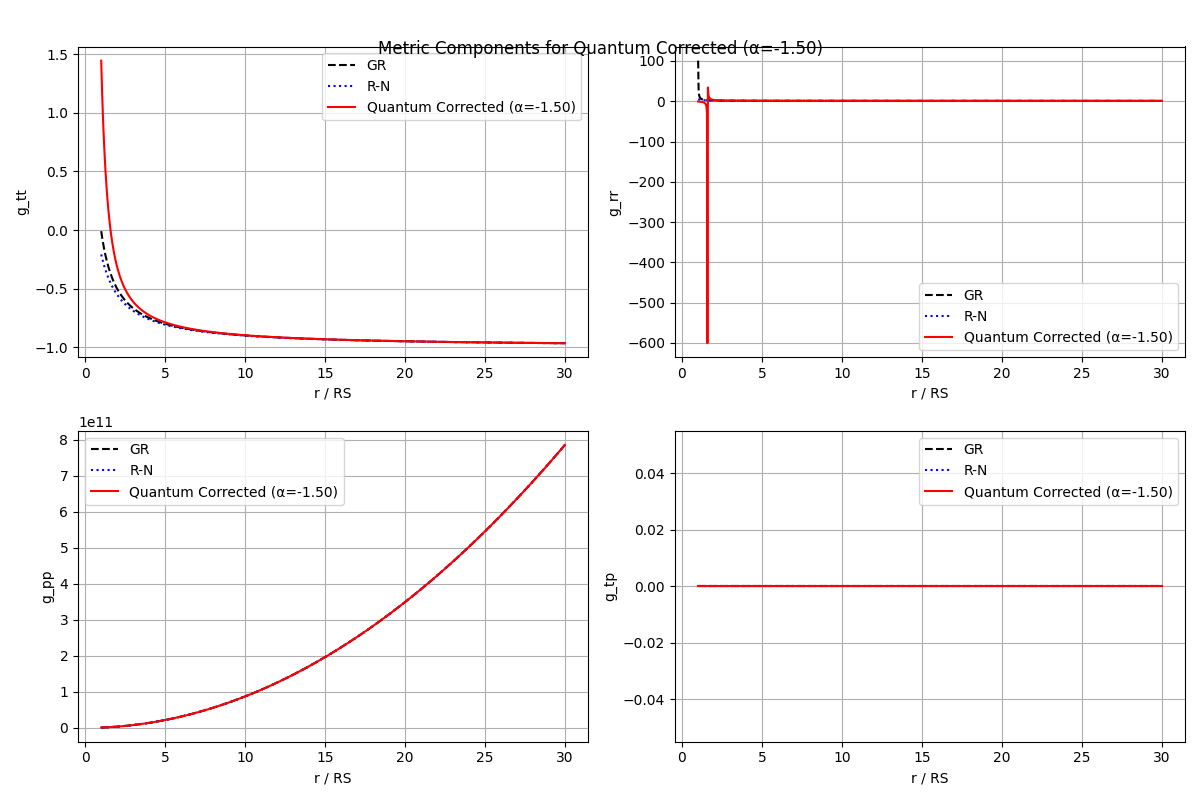 Metric Components for Quantum Corrected (α=-1.50)
1.5
1.0
0.5
0.0
−0.5
−1.0
g_tt
GR
R-N
Quantum Corrected (α=-1.50)
0 5 10 15 20 25 30
r / RS
100
0
−100
−200
−300
−400
−500
−600
g_rr
GR
R-N
Quantum Corrected (α=-1.50)
0 5 10 15 20 25 30
r / RS
1e11
8
7
6
5
4
3
2
1
0
g_pp
GR
R-N
Quantum Corrected (α=-1.50)
0 5 10 15 20 25 30
r / RS
0.04
0.02
0.00
−0.02
−0.04
g_tp
GR
R-N
Quantum Corrected (α=-1.50)
0 5 10 15 20 25 30
r / RS